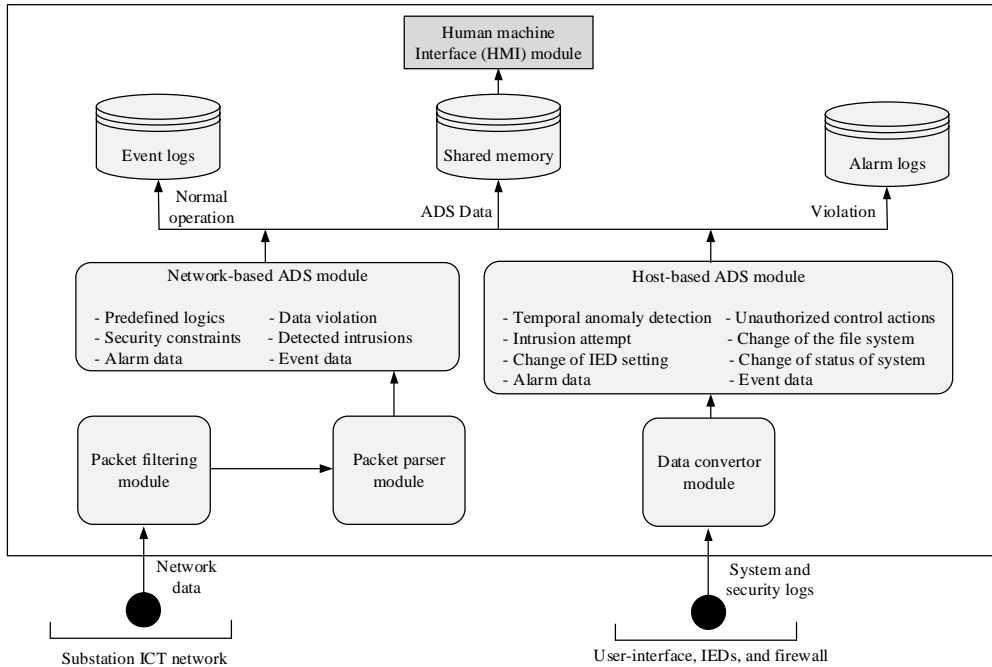 Human machine
Interface (HMI) module
Event logs
Shared memory
Alarm logs
Normal
operation
ADS Data
Violation
Network-based ADS module
- Predefined logics
- Security constraints
- Alarm data
- Data violation
- Detected intrusions
- Event data
Host-based ADS module
- Temporal anomaly detection
- Intrusion attempt
- Change of IED setting
- Alarm data
- Unauthorized control actions
- Change of the file system
- Change of status of system
- Event data
Packet filtering
module
Packet parser
module
Data convertor
module
Network
data
System and
security logs
Substation ICT network
User-interface, IEDs, and firewall